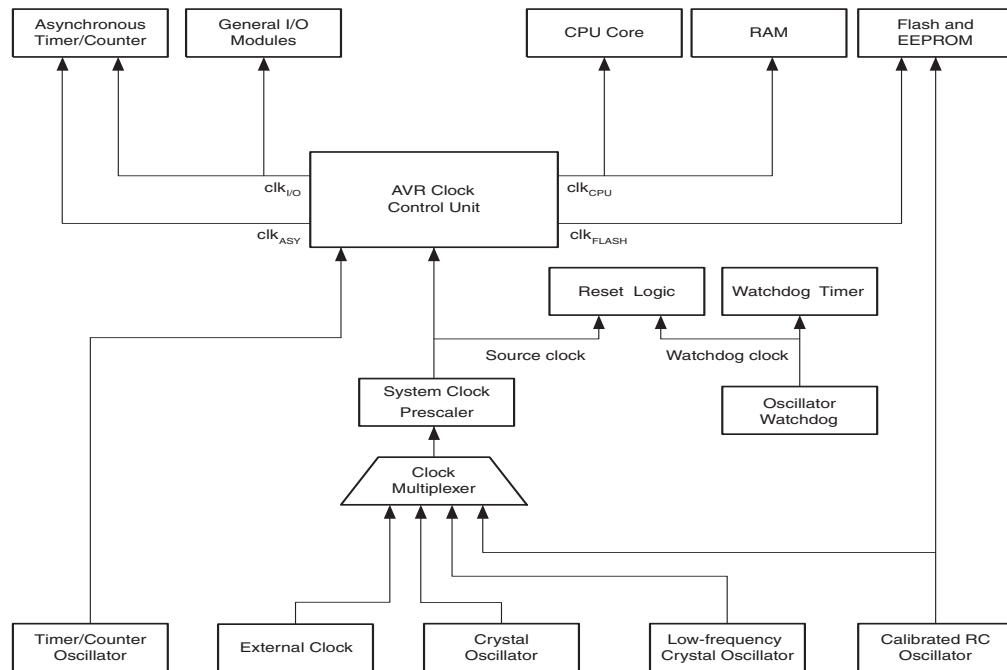 Asynchronous
Timer/Counter
General I/O
Modules
CPU Core
RAM
Flash and
EEPROM
clkI/O
AVR Clock
Control Unit
clkCPU
clkASY
clkFLASH
Reset Logic
Watchdog Timer
Source clock
Watchdog clock
System Clock
Prescaler
Oscillator
Watchdog
Clock
Multiplexer
Timer/Counter
Oscillator
External Clock
Crystal
Oscillator
Low-frequency
Crystal Oscillator
Calibrated RC
Oscillator